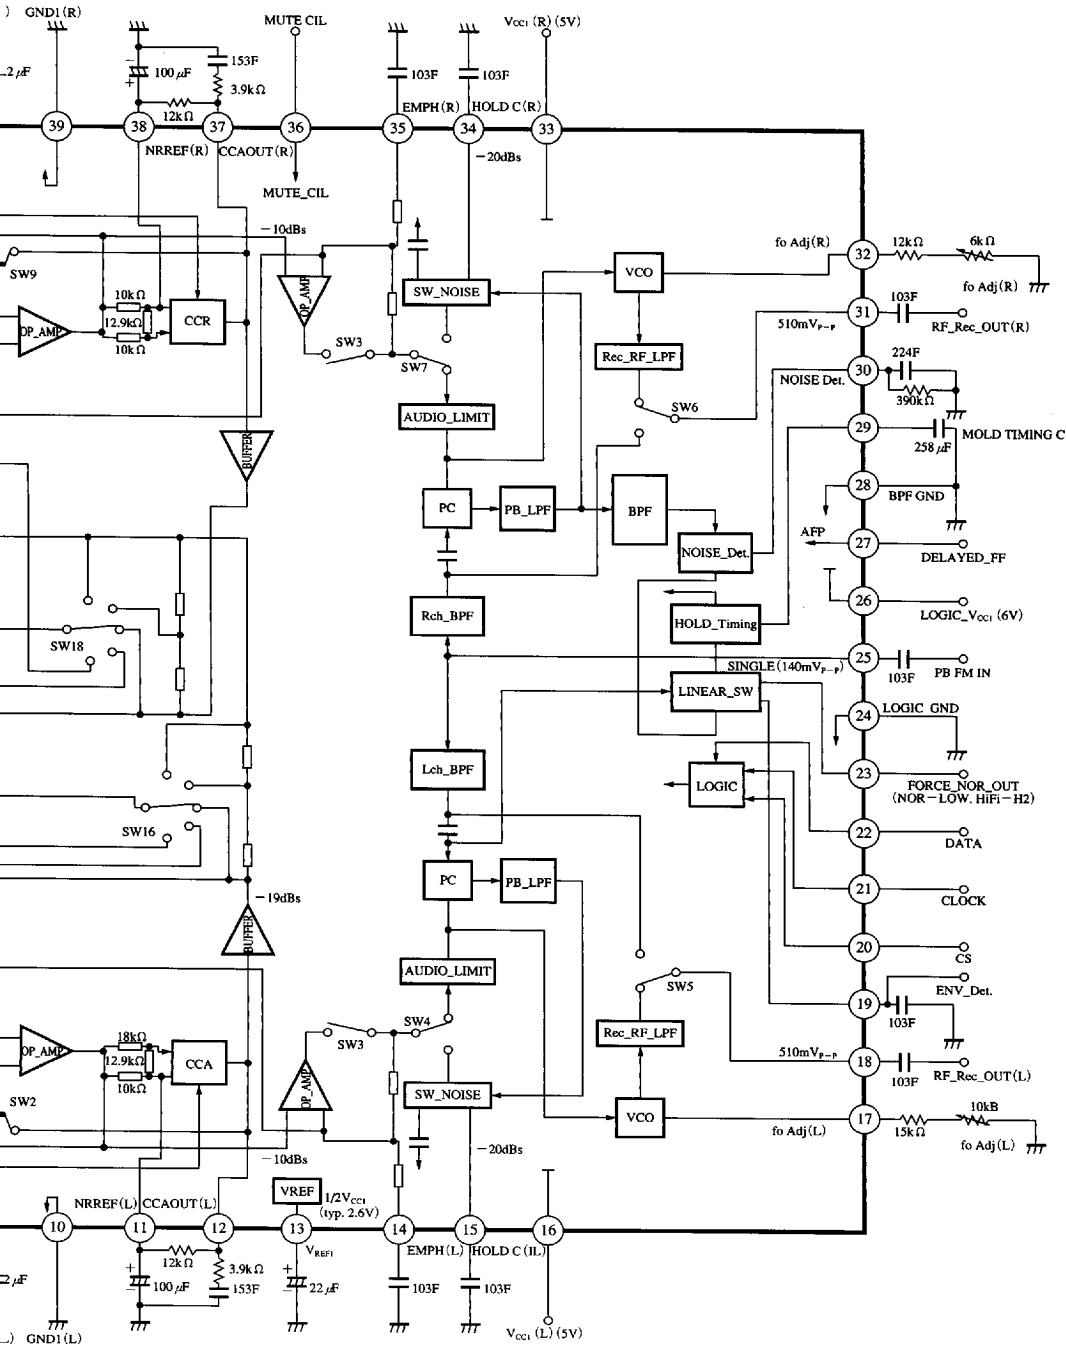 ) GND1(R)
MUTE CIL
VCC1 (R) (5V)
2 μF
100 μF
153F
3.9kΩ
12kΩ
103F
103F
EMPH(R)
HOLD C(R)
39
38
37
36
35
34
33
NRREF(R)
CCAOUT(R)
MUTE_CIL
−20dBs
−10dBs
fo Adj(R)
32
12kΩ
6kΩ
fo Adj(R)
SW9
OP_AMP
10kΩ
12.9kΩ
10kΩ
CCR
OP_AMP
SW_NOISE
VCO
31
103F
RF_Rec_OUT(R)
510mVP-P
SW3
SW7
Rec_RF_LPF
30
224F
390kΩ
NOISE Det.
SW6
AUDIO_LIMIT
29
258 μF
MOLD TIMING C
BUFFER
PC
PB_LPF
BPF
28
BPF GND
NOISE_Det.
AFP
27
DELAYED_FF
Rch_BPF
HOLD_Timing
26
LOGIC_VCC1 (6V)
SW18
25
103F
PB FM IN
SINGLE(140mVP-P)
LINEAR_SW
24
LOGIC GND
Lch_BPF
LOGIC
23
FORCE_NOR_OUT
(NOR−LOW. HiFi−H2)
SW16
22
DATA
PC
PB_LPF
21
CLOCK
−19dBs
BUFFER
20
CS
AUDIO_LIMIT
SW5
ENV_Det.
19
103F
SW4
SW3
Rec_RF_LPF
OP_AMP
18kΩ
12.9kΩ
10kΩ
CCA
OP_AMP
510mVP-P
18
103F
RF_Rec_OUT(L)
SW2
SW_NOISE
VCO
17
15kΩ
10kB
fo Adj(L)
fo Adj(L)
−10dBs
−20dBs
VREF
1/2VCC1
(typ. 2.6V)
NRREF(L)
CCAOUT(L)
10
11
12
13
14
15
16
VREF1
EMPH(L)
HOLD C(IL)
12kΩ
3.9kΩ
153F
100 μF
22 μF
103F
103F
2 μF
) GND1(L)
VCC1 (L) (5V)